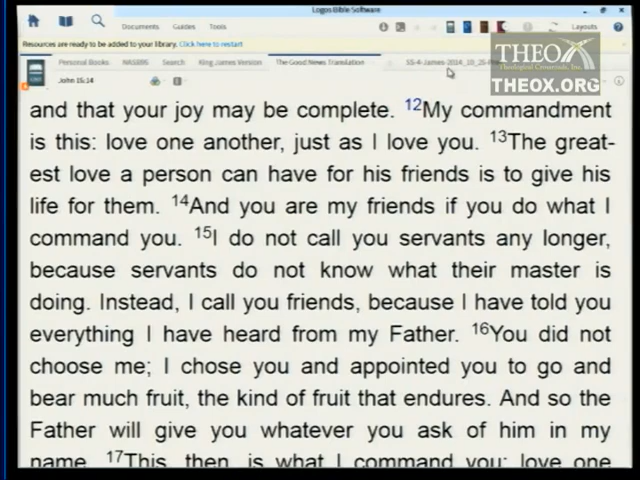 Logos Bible Software
Documents Guides Tools Layouts
Resources are ready to be added to your library. Click here to restart
Personal Books NASB95 Search King James Version The Good News Translation SS-4-James-2014_10_25-
John 15:14
THEOX
Theological Crossroads, Inc.
THEOX.ORG
and that your joy may be complete. 12My commandment
is this: love one another, just as I love you. 13The great-
est love a person can have for his friends is to give his
life for them. 14And you are my friends if you do what I
command you. 15I do not call you servants any longer,
because servants do not know what their master is
doing. Instead, I call you friends, because I have told you
everything I have heard from my Father. 16You did not
choose me; I chose you and appointed you to go and
bear much fruit, the kind of fruit that endures. And so the
Father will give you whatever you ask of him in my
name. 17This, then, is what I command you: love one